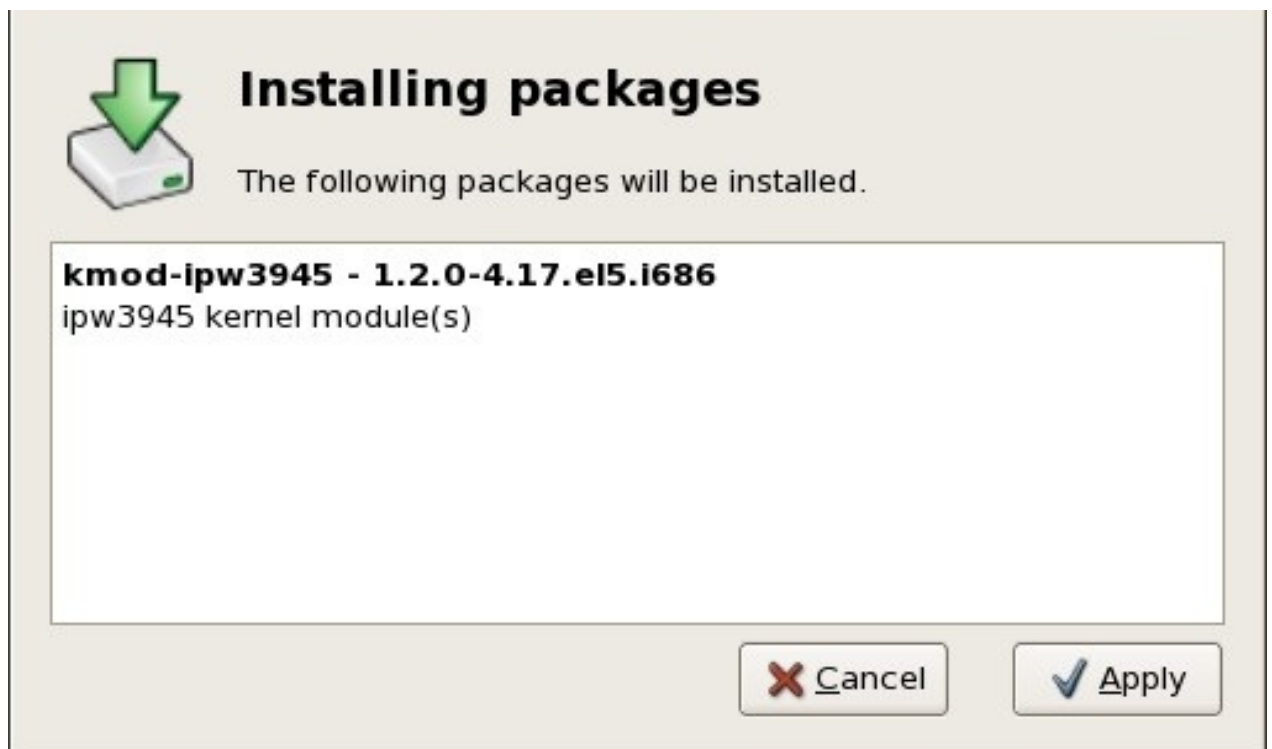 Installing packages
The following packages will be installed.
kmod-ipw3945 - 1.2.0-4.17.el5.i686
ipw3945 kernel module(s)
Cancel
Apply